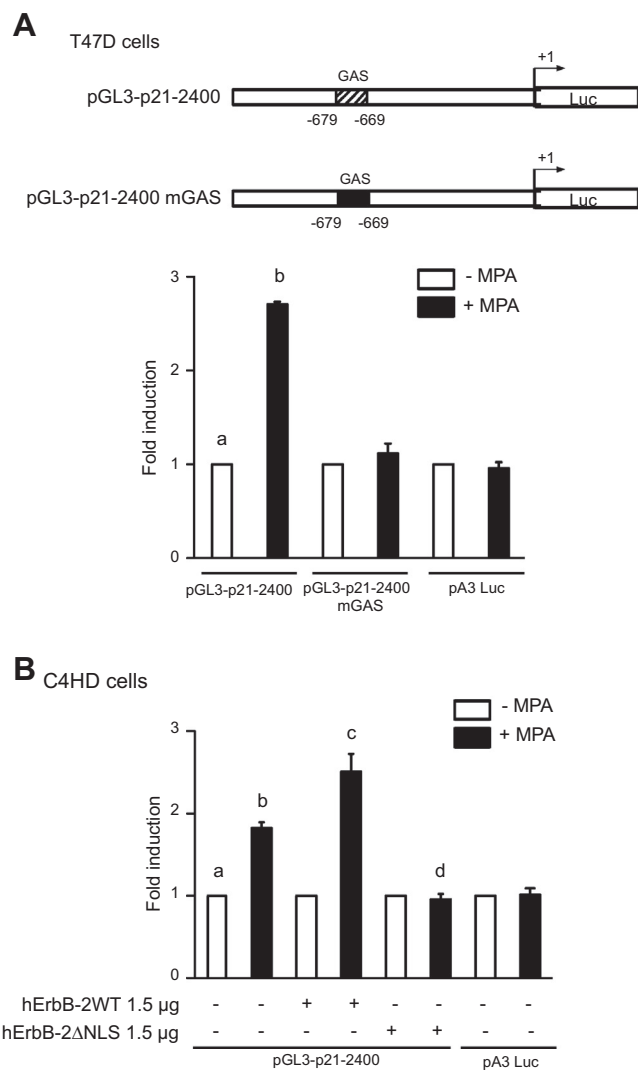 A
T47D cells
+1
GAS
pGL3-p21-2400
Luc
-679 -669
+1
GAS
pGL3-p21-2400 mGAS
Luc
-679 -669
3
- MPA
b
+ MPA
2
Fold induction
a
1
0
pGL3-p21-2400
pGL3-p21-2400
mGAS
pA3 Luc
B
C4HD cells
- MPA
3
+ MPA
c
b
2
Fold induction
a
d
1
0
hErbB-2WT 1.5 µg - - + + - - - -
hErbB-2ΔNLS 1.5 µg - - - - + + - -
pGL3-p21-2400
pA3 Luc